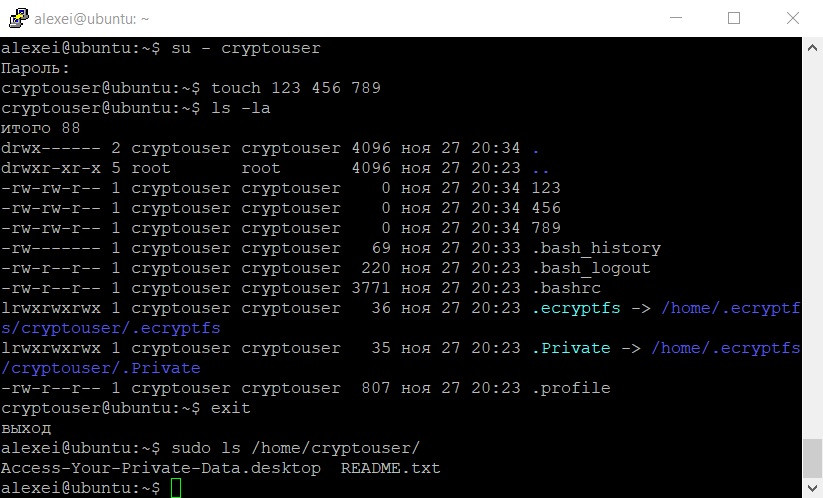 alexei@ubuntu: ~
alexei@ubuntu:~$ su - cryptouser
Пароль:
cryptouser@ubuntu:~$ touch 123 456 789
cryptouser@ubuntu:~$ ls -la
итого 88
drwx------ 2 cryptouser cryptouser 4096 ноя 27 20:34 .
drwxr-xr-x 5 root       root       4096 ноя 27 20:23 ..
-rw-rw-r-- 1 cryptouser cryptouser    0 ноя 27 20:34 123
-rw-rw-r-- 1 cryptouser cryptouser    0 ноя 27 20:34 456
-rw-rw-r-- 1 cryptouser cryptouser    0 ноя 27 20:34 789
-rw------- 1 cryptouser cryptouser   69 ноя 27 20:33 .bash_history
-rw-r--r-- 1 cryptouser cryptouser  220 ноя 27 20:23 .bash_logout
-rw-r--r-- 1 cryptouser cryptouser 3771 ноя 27 20:23 .bashrc
lrwxrwxrwx 1 cryptouser cryptouser   36 ноя 27 20:23 .ecryptfs -> /home/.ecryptf
s/cryptouser/.ecryptfs
lrwxrwxrwx 1 cryptouser cryptouser   35 ноя 27 20:23 .Private -> /home/.ecryptfs
/cryptouser/.Private
-rw-r--r-- 1 cryptouser cryptouser  807 ноя 27 20:23 .profile
cryptouser@ubuntu:~$ exit
выход
alexei@ubuntu:~$ sudo ls /home/cryptouser/
Access-Your-Private-Data.desktop  README.txt
alexei@ubuntu:~$